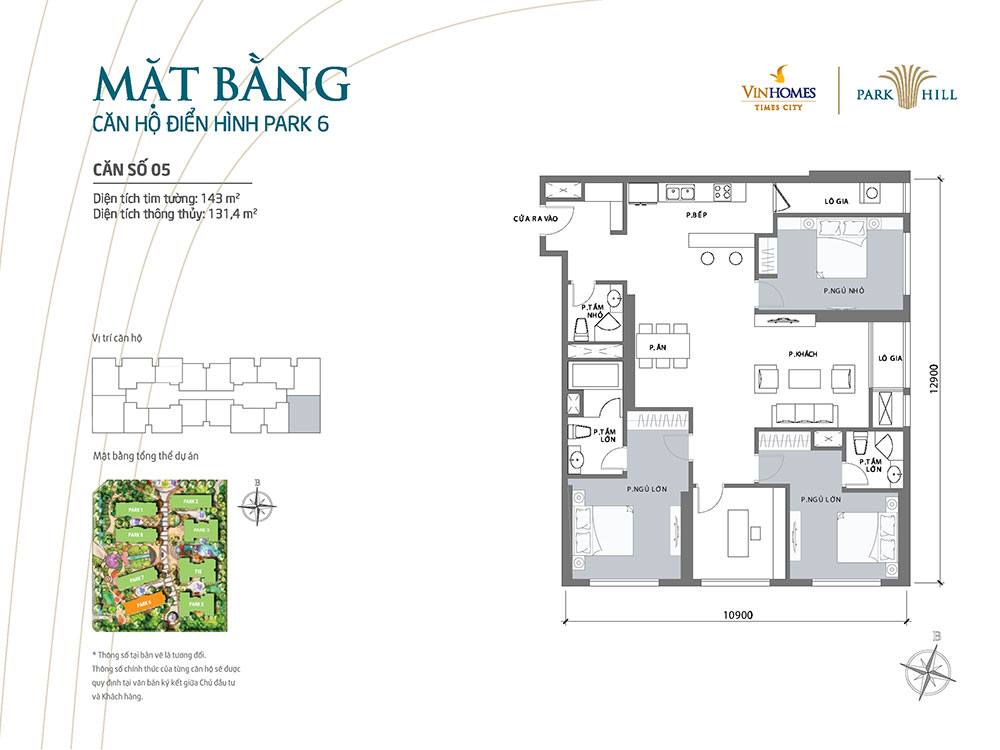 MẶT BẰNG
CĂN HỘ ĐIỂN HÌNH PARK 6
CĂN SỐ 05
Diện tích tim tường: 143 m²
Diện tích thông thủy: 131,4 m²
VINHOMES
TIMES CITY
PARK HILL
CỬA RA VÀO
P.BẾP
LÔ GIA
P.NGỦ NHỎ
P.TẮM
NHỎ
P.ĂN
P.KHÁCH
LÔ GIA
P.TẮM
LỚN
P.TẮM
LỚN
P.NGỦ LỚN
P.NGỦ LỚN
12900
10900
B
Vị trí căn hộ
Mặt bằng tổng thể dự án
B
PARK 1
PARK 2
PARK 3
PARK 8
PARK 7
T18
PARK 6
PARK 5
* Thông số tại bản vẽ là tương đối.
Thông số chính thức của từng căn hộ sẽ được
quy định tại văn bản ký kết giữa Chủ đầu tư
và Khách hàng.